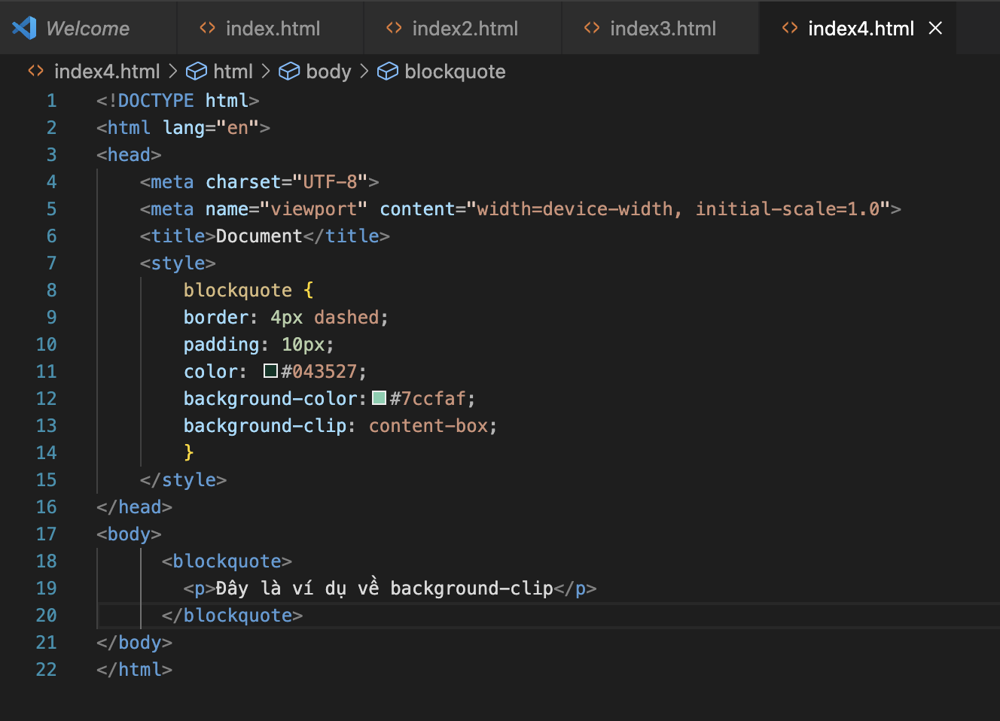 Welcome index.html index2.html index3.html index4.html
index4.html > html > body > blockquote
1 <!DOCTYPE html>
2 <html lang="en">
3 <head>
4     <meta charset="UTF-8">
5     <meta name="viewport" content="width=device-width, initial-scale=1.0">
6     <title>Document</title>
7     <style>
8         blockquote {
9         border: 4px dashed;
10         padding: 10px;
11         color: #043527;
12         background-color: #7ccfaf;
13         background-clip: content-box;
14         }
15     </style>
16 </head>
17 <body>
18       <blockquote>
19         <p>Đây là ví dụ về background-clip</p>
20       </blockquote>
21 </body>
22 </html>